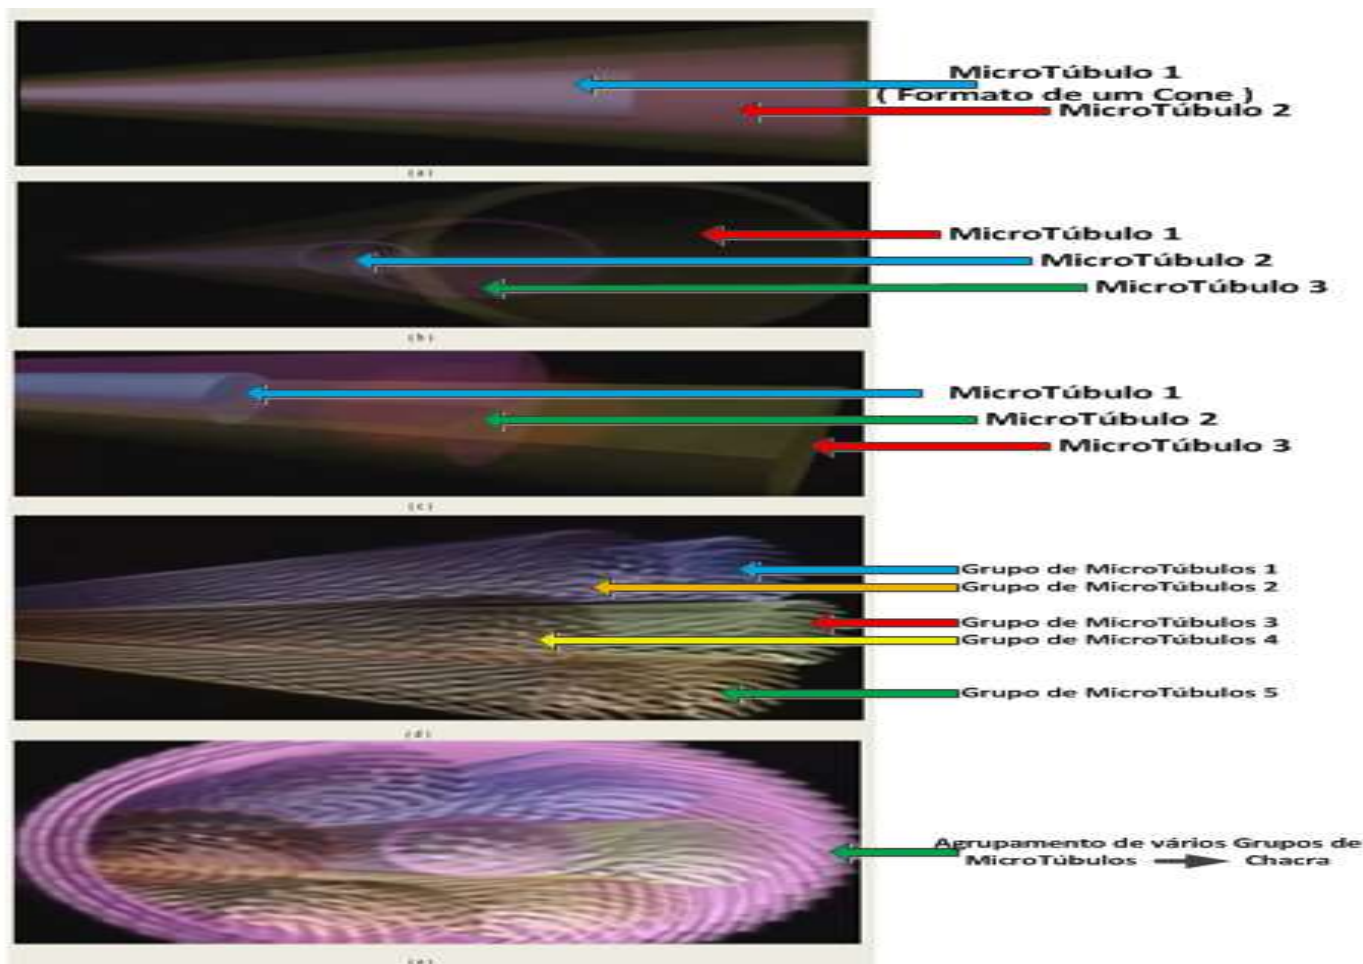 MicroTúbulo 1
( Formato de um Cone )
MicroTúbulo 2
(a)
MicroTúbulo 1
MicroTúbulo 2
MicroTúbulo 3
(b)
MicroTúbulo 1
MicroTúbulo 2
MicroTúbulo 3
(c)
Grupo de MicroTúbulos 1
Grupo de MicroTúbulos 2
Grupo de MicroTúbulos 3
Grupo de MicroTúbulos 4
Grupo de MicroTúbulos 5
(d)
Agrupamento de vários Grupos de
MicroTúbulos Chacra
(e)